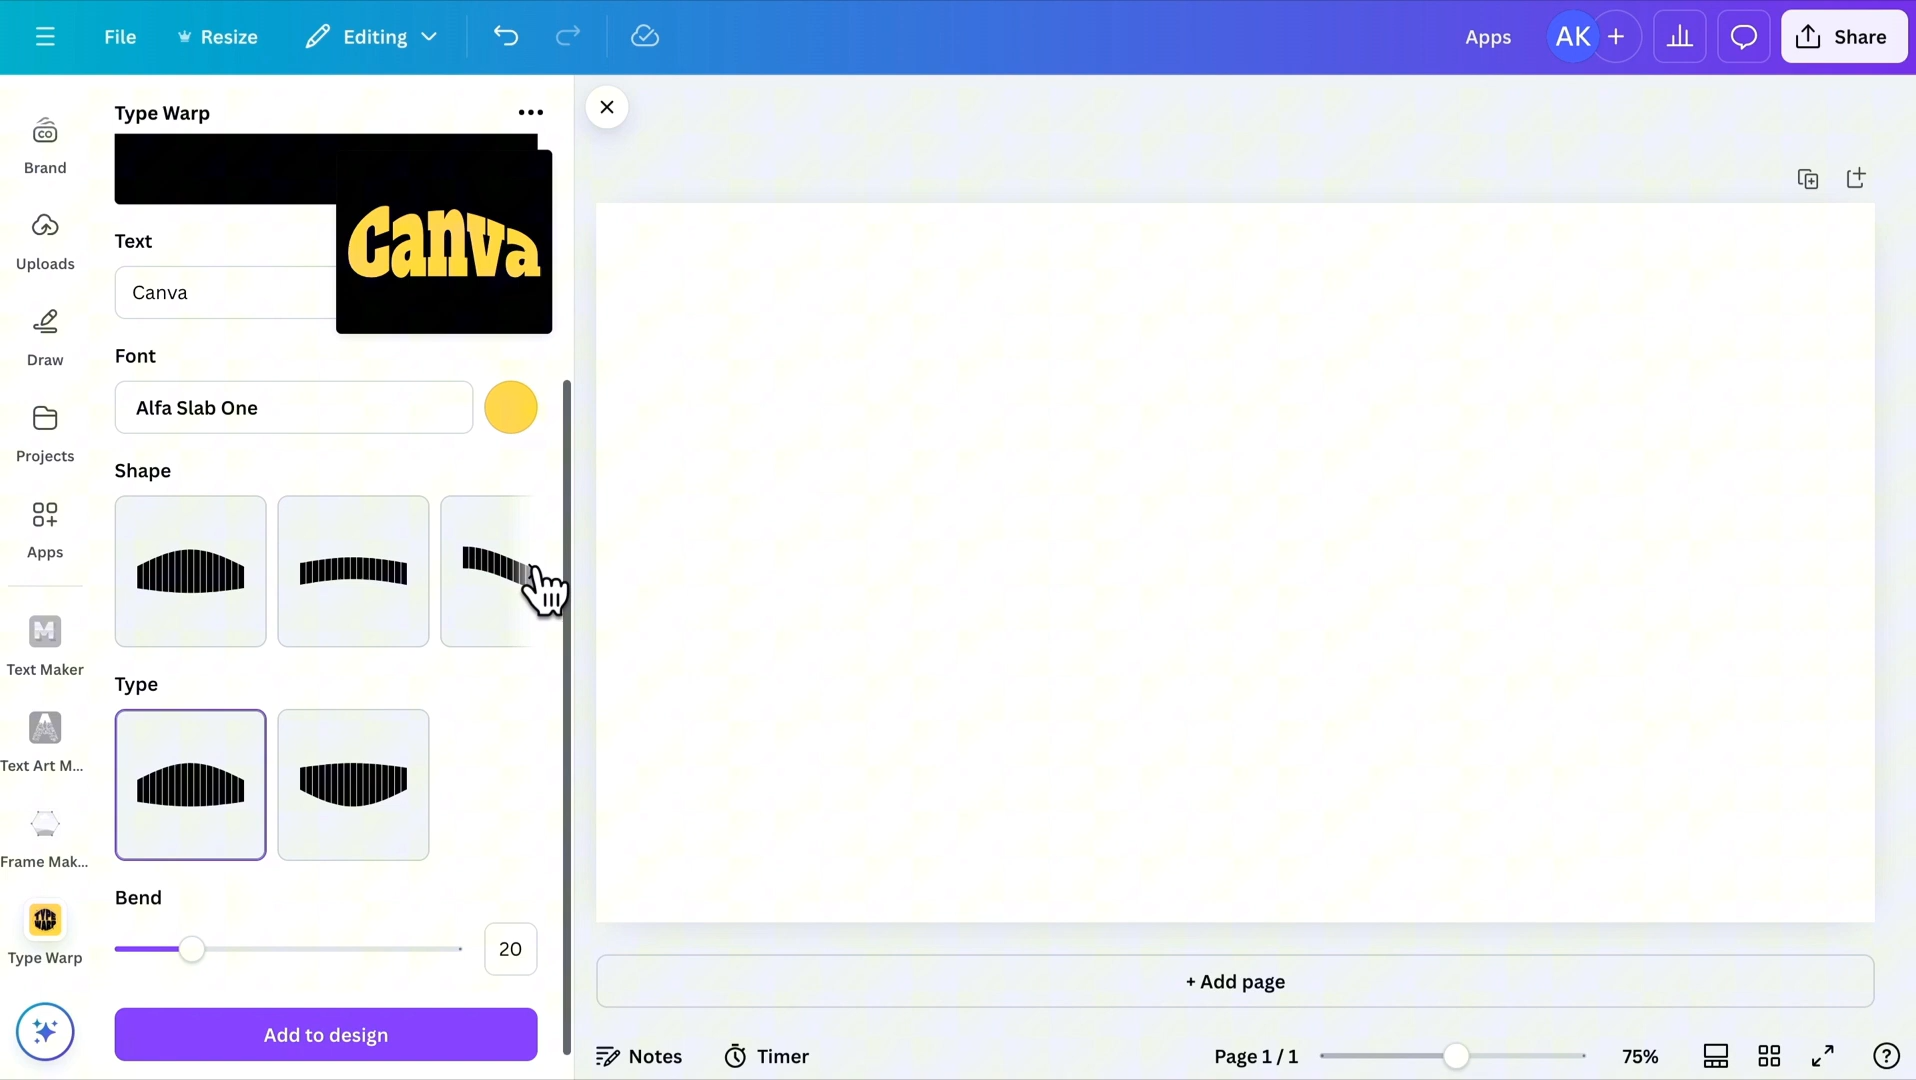 File
Resize
Editing
Apps
AK
+
Share
Type Warp
Brand
Uploads
Draw
Projects
Apps
Text Maker
Text Art M...
Frame Mak...
TYPE
WARP
Type Warp
Canva
Text
Canva
Font
Alfa Slab One
Shape
Type
Bend
20
Add to design
+ Add page
Notes
Timer
Page 1 / 1
75%